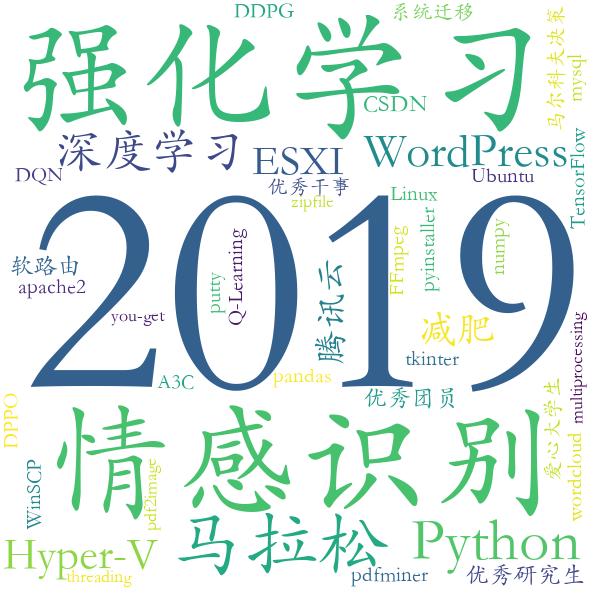 DDPG
系统迁移
强化学习
马尔科夫决策
mysql
CSDN
深度学习
ESXI
WordPress
TensorFlow
DQN
优秀干事
Ubuntu
zipfile
Linux
2019
软路由
apache2
you-get
putty
Q-Learning
腾讯云
FFmpeg
pyinstaller
numpy
减肥
tkinter
multiprocessing
A3C
pandas
优秀团员
DPPO
情感识别
爱心大学生
wordcloud
WinSCP
pdf2image
马拉松
Python
Hyper-V
threading
pdfminer
优秀研究生